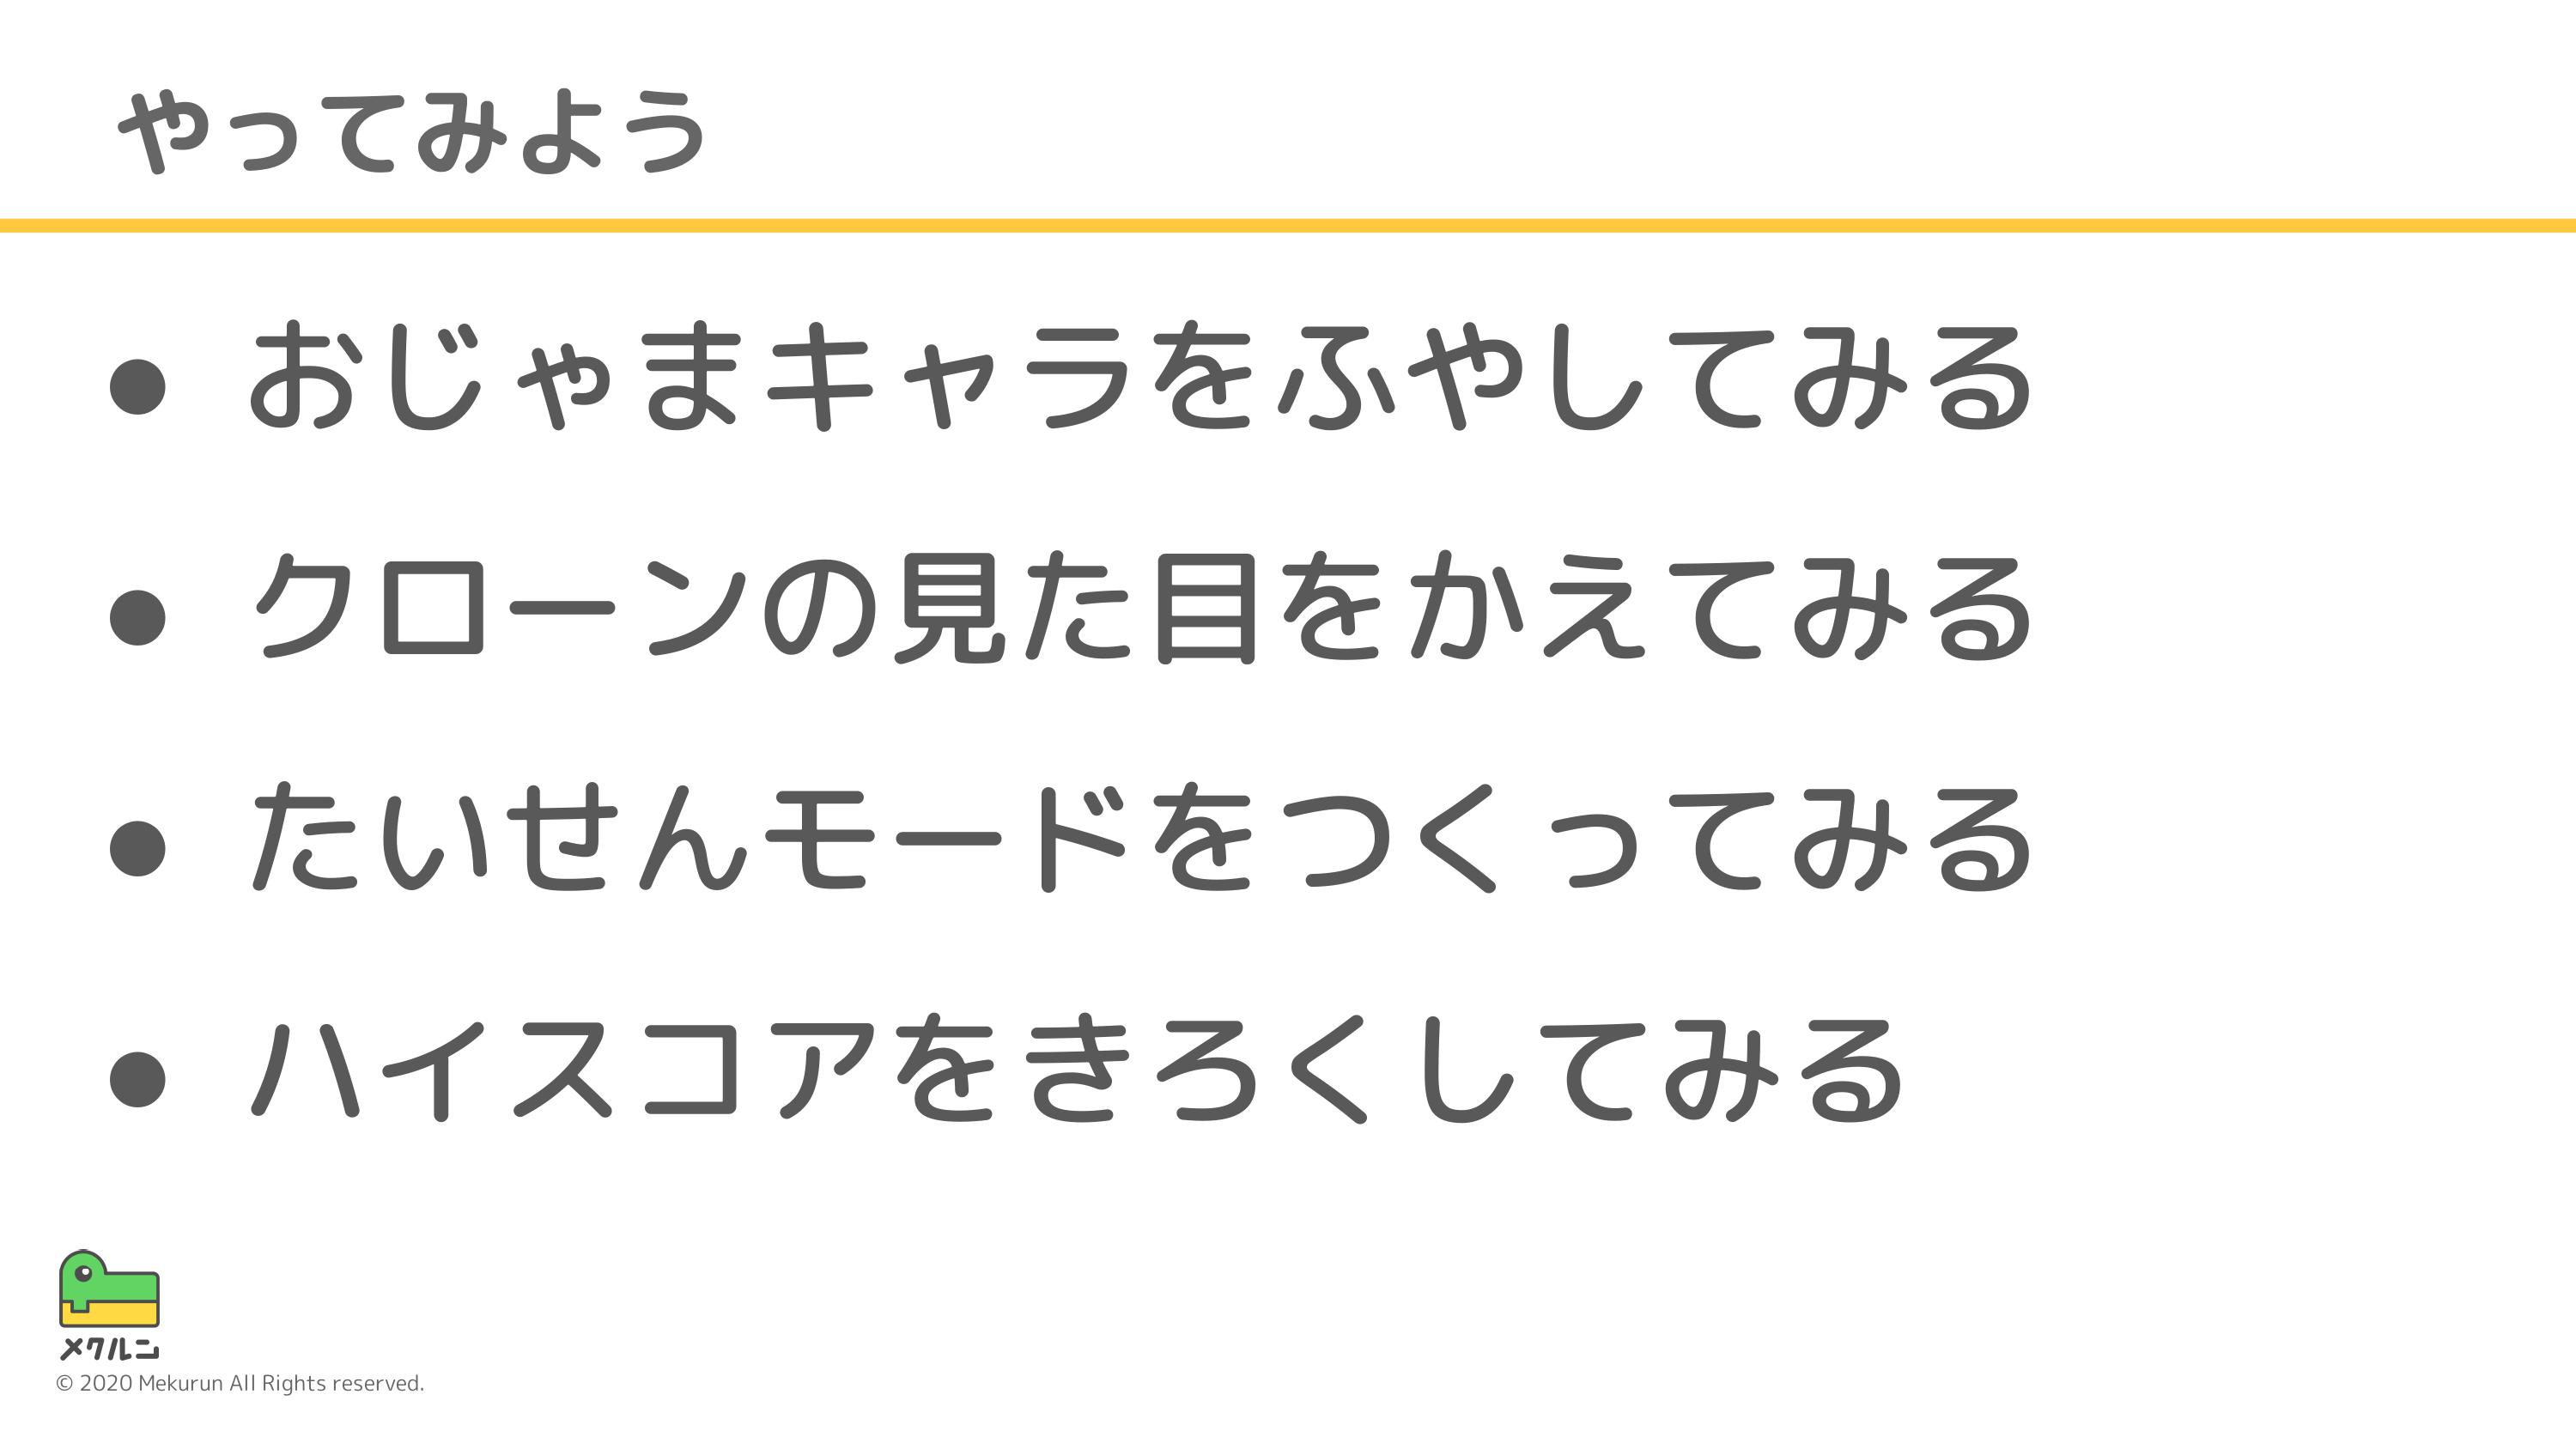 やってみよう
● おじゃまキャラをふやしてみる
● クローンの見た目をかえてみる
● たいせんモードをつくってみる
● ハイスコアをきろくしてみる
メクルン
© 2020 Mekurun All Rights reserved.